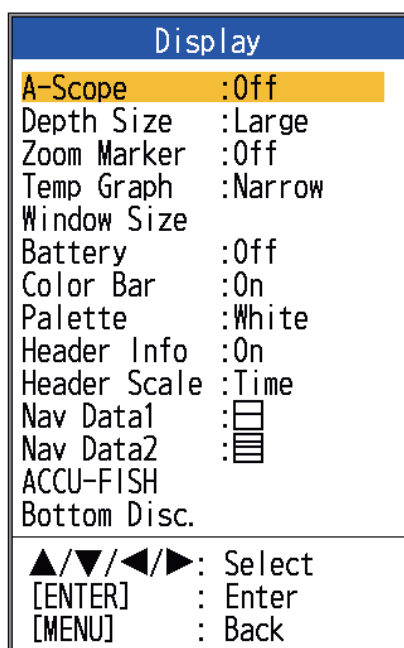 Display
A-Scope :Off
Depth Size :Large
Zoom Marker :Off
Temp Graph :Narrow
Window Size
Battery :Off
Color Bar :On
Palette :White
Header Info :On
Header Scale :Time
Nav Data1 :
Nav Data2 :
ACCU-FISH
Bottom Disc.
▲/▼/◀/▶: Select
[ENTER] : Enter
[MENU] : Back